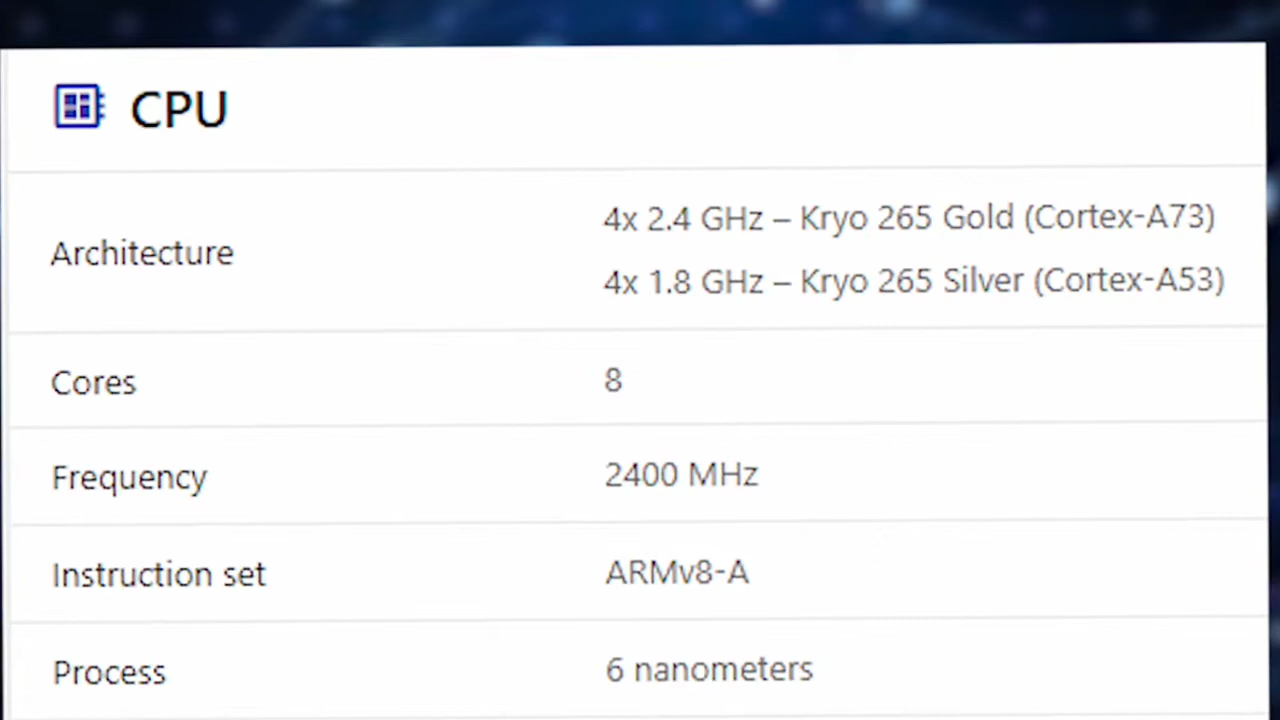 CPU
Architecture
4x 2.4 GHz – Kryo 265 Gold (Cortex-A73)
4x 1.8 GHz – Kryo 265 Silver (Cortex-A53)
Cores
8
Frequency
2400 MHz
Instruction set
ARMv8-A
Process
6 nanometers